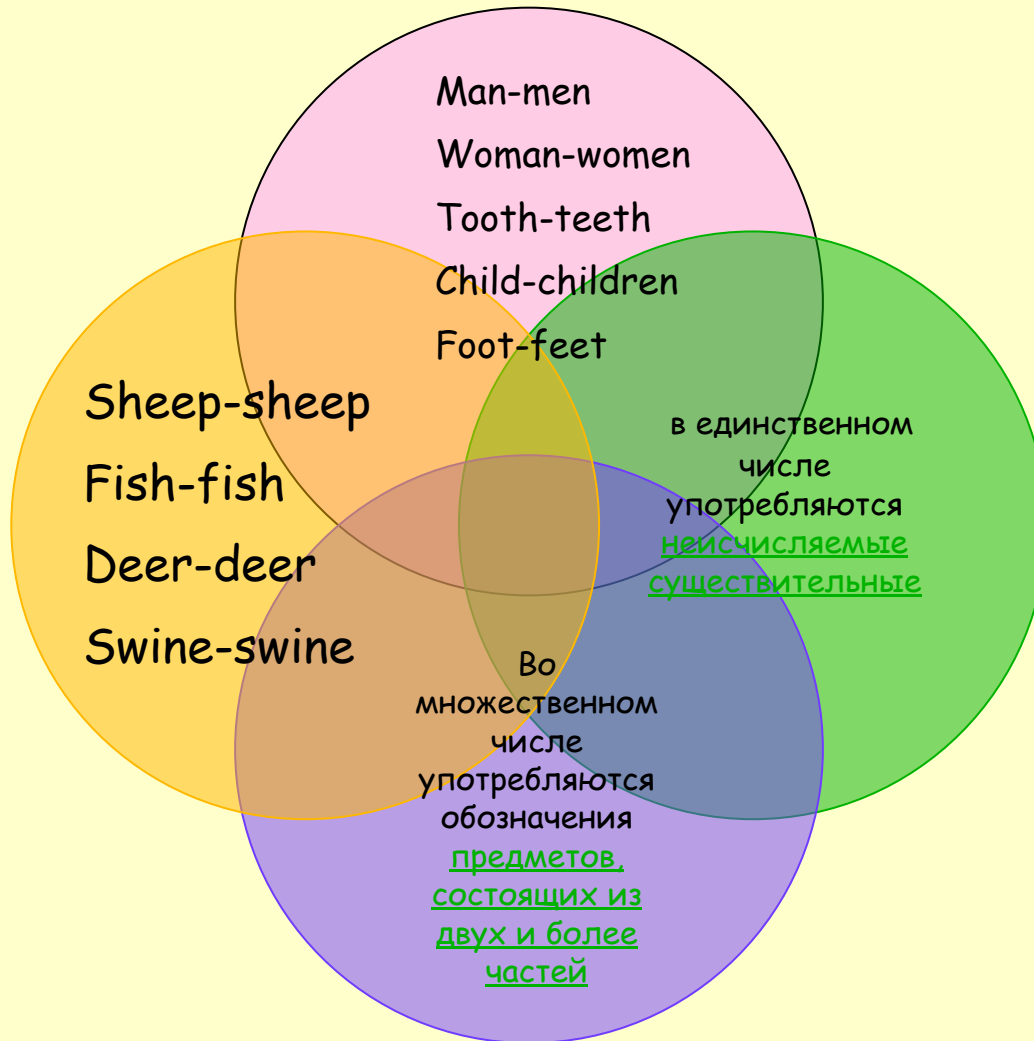 Man-men
Woman-women
Tooth-teeth
Child-children
Foot-feet
Sheep-sheep
Fish-fish
Deer-deer
Swine-swine
в единственном
числе
употребляются
неисчисляемые
существительные
Во
множественном
числе
употребляются
обозначения
предметов,
состоящих из
двух и более
частей